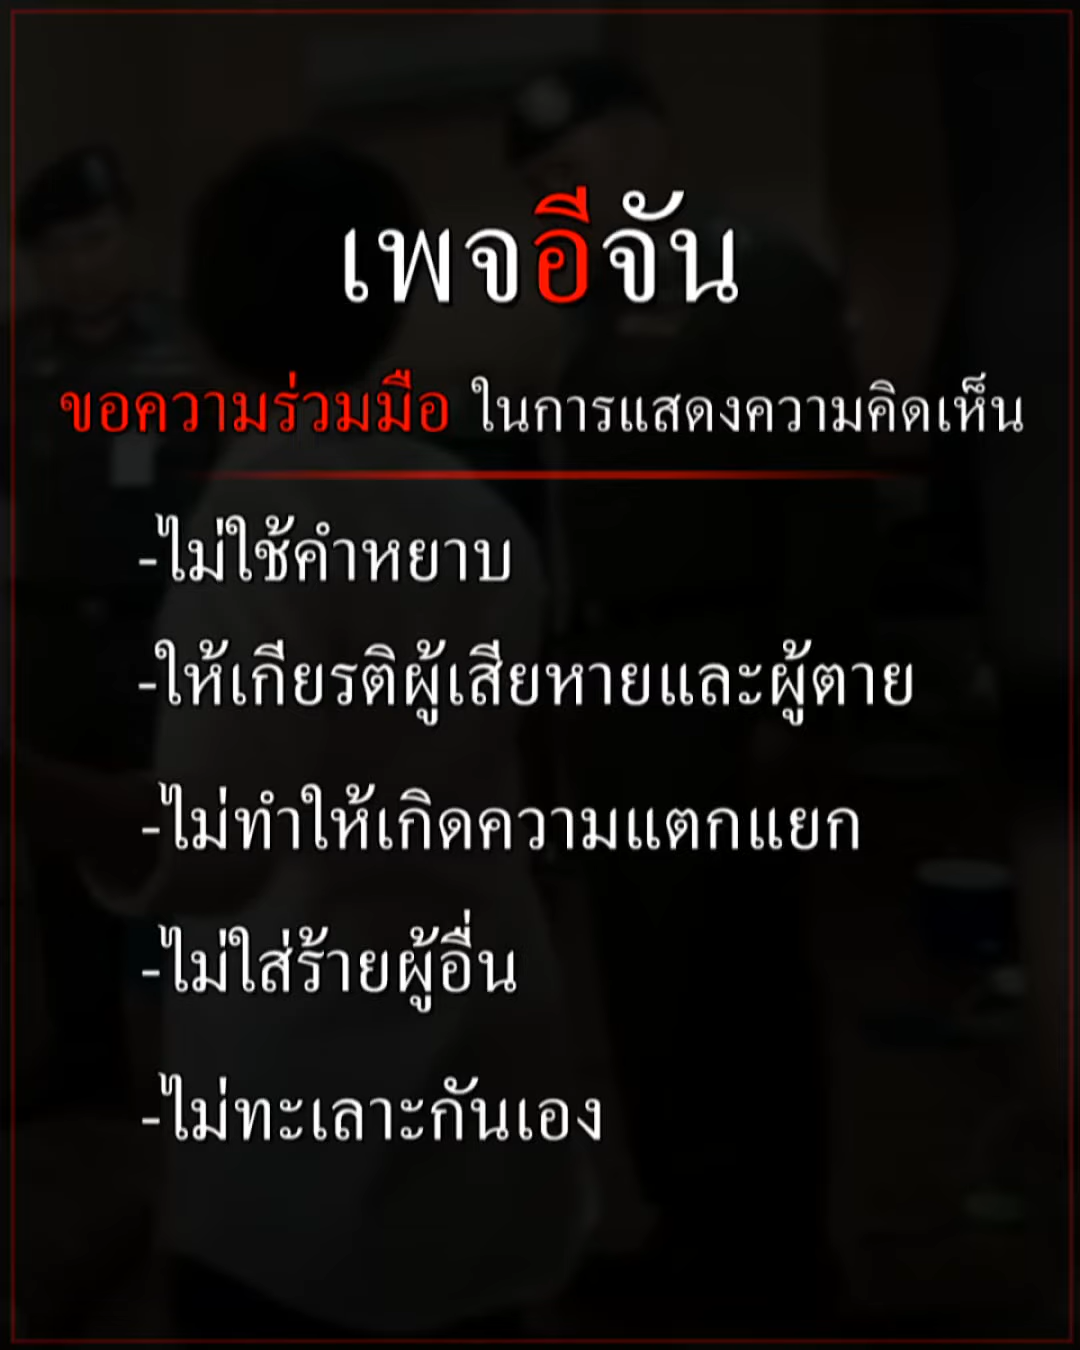 เพจอีจัน
ขอความร่วมมือ ในการแสดงความคิดเห็น
-ไม่ใช้คำหยาบ
-ให้เกียรติผู้เสียหายและผู้ตาย
-ไม่ทำให้เกิดความแตกแยก
-ไม่ใส่ร้ายผู้อื่น
-ไม่ทะเลาะกันเอง